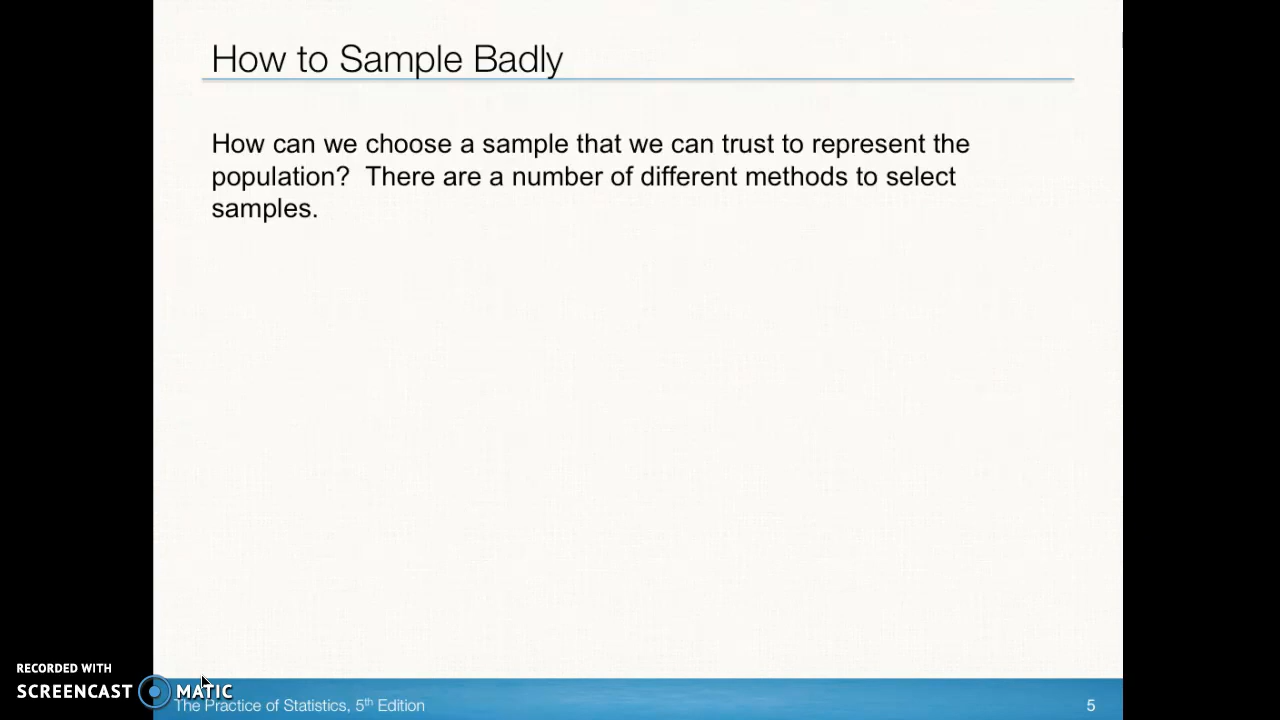 How to Sample Badly
How can we choose a sample that we can trust to represent the
population?  There are a number of different methods to select
samples.
RECORDED WITH
SCREENCAST MATIC
The Practice of Statistics, 5th Edition
5